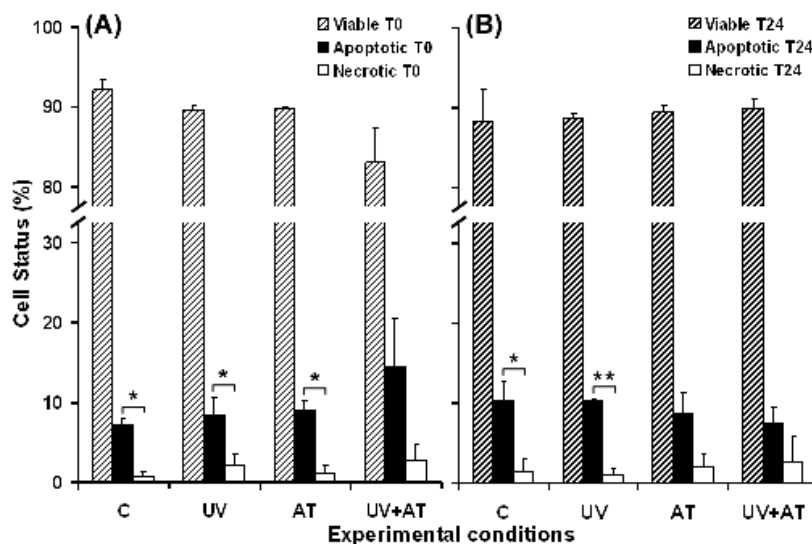 (A)
Viable T0
Apoptotic T0
Necrotic T0
(B)
Viable T24
Apoptotic T24
Necrotic T24
Cell Status (%)
100
90
80
30
20
10
0
*
*
*
*
**
C UV AT UV+AT C UV AT UV+AT
Experimental conditions